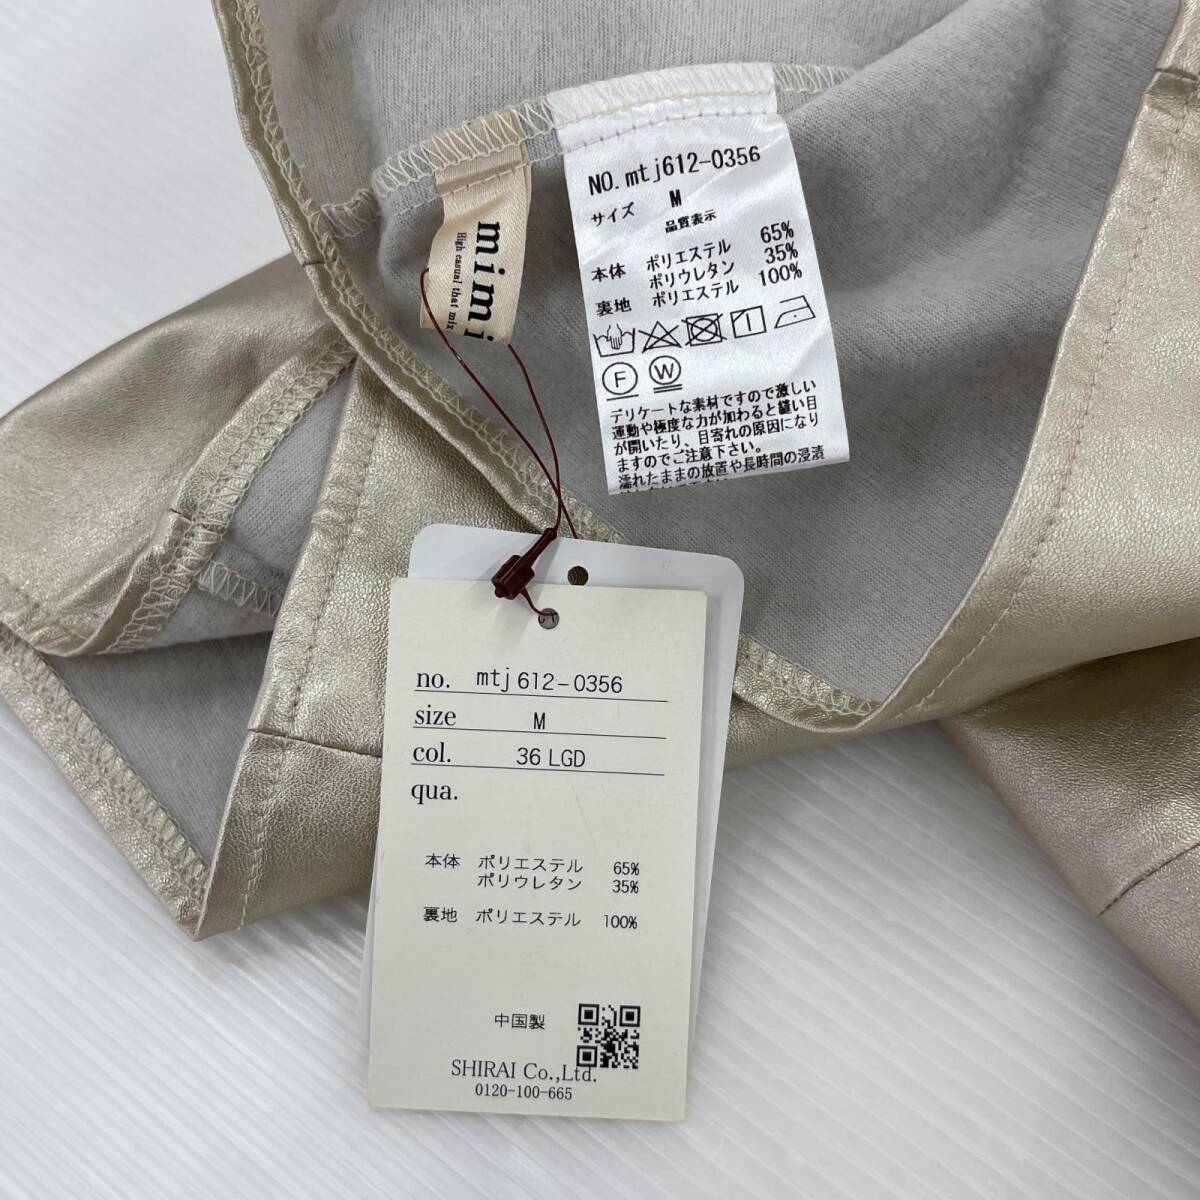 mimi
High casual that mix
NO.mtj612-0356
サイズ M
品質表示
本体 ポリエステル 65%
ポリウレタン 35%
裏地 ポリエステル 100%
F W
デリケートな素材ですので激しい
運動や極度な力が加わると縫い目
が開いたり、目寄れの原因になり
ますのでご注意下さい。
濡れたままの放置や長時間の浸漬
no. mtj612-0356
size M
col. 36 LGD
qua.
本体 ポリエステル 65%
ポリウレタン 35%
裏地 ポリエステル 100%
中国製
SHIRAI Co.,Ltd.
0120-100-665